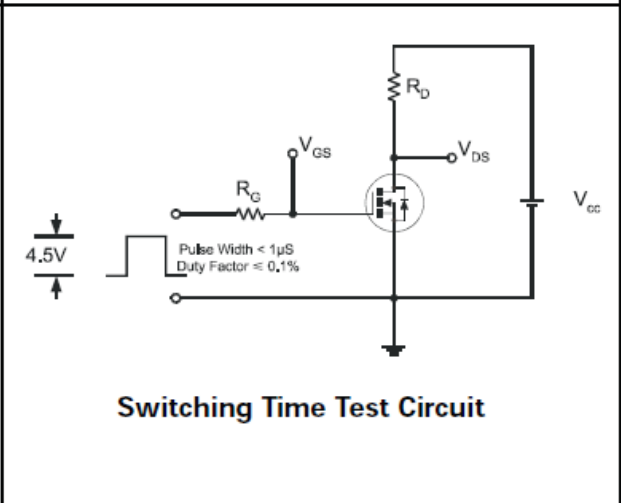 R_D
V_GS
V_DS
R_G
V_cc
4.5V
Pulse Width < 1µS
Duty Factor ≤ 0.1%
Switching Time Test Circuit